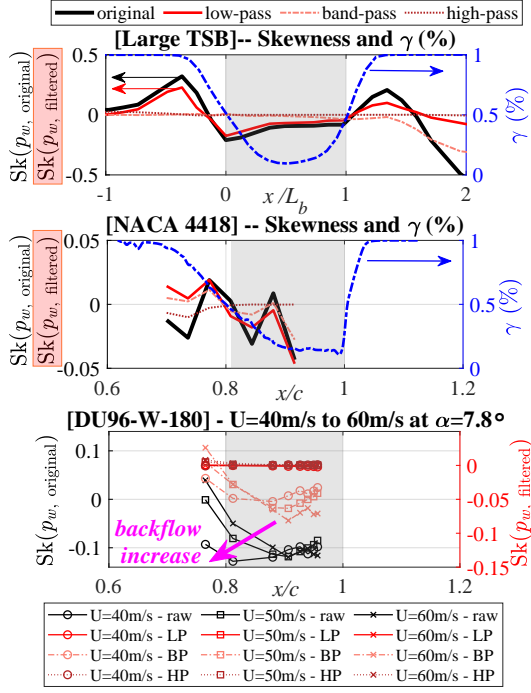 original low-pass band-pass high-pass
[Large TSB]-- Skewness and γ (%)
0.5
0
-0.5
1
0.5
0
Sk(p_w, original)
Sk(p_w, filtered)
γ (%)
-1 0 1 2
x/L_b
[NACA 4418] -- Skewness and γ (%)
0.05
0
-0.05
1
0.5
0
Sk(p_w, original)
Sk(p_w, filtered)
γ (%)
0.6 0.8 1 1.2
x/c
[DU96-W-180] - U=40m/s to 60m/s at α=7.8°
0.1
0
-0.1
0
-0.05
-0.1
-0.15
Sk(p_w, original)
Sk(p_w, filtered)
backflow
increase
0.6 0.8 1 1.2
x/c
U=40m/s - raw U=50m/s - raw U=60m/s - raw
U=40m/s - LP U=50m/s - LP U=60m/s - LP
U=40m/s - BP U=50m/s - BP U=60m/s - BP
U=40m/s - HP U=50m/s - HP U=60m/s - HP